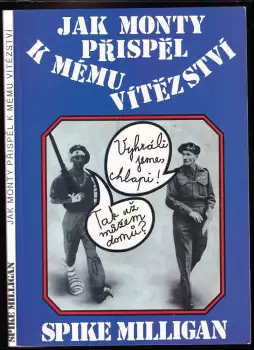 JAK MONTY
PŘISPĚL
K MÉMU
VÍTĚZSTVÍ
Vyhráli
jsme,
chlapi!
Tak už
můžem
domů?
SPIKE MILLIGAN
SPIKE MILLIGAN JAK MONTY PŘISPĚL K MÉMU VÍTĚZSTVÍ